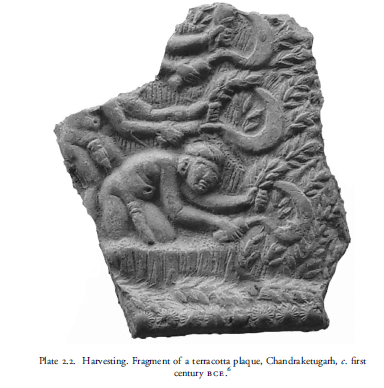 Plate 2.2. Harvesting. Fragment of a terracotta plaque, Chandraketugarh, c. first
century BCE.6